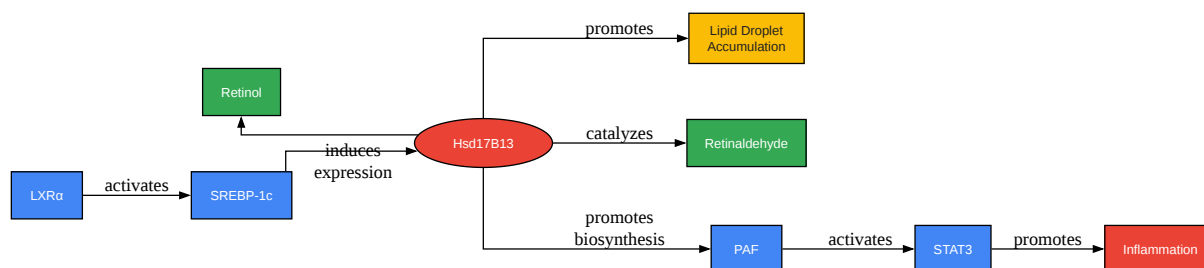 promotes
Lipid Droplet
Accumulation
Retinol
Hsd17B13
catalyzes
Retinaldehyde
induces
expression
LXRα
activates
SREBP-1c
promotes
biosynthesis
PAF
activates
STAT3
promotes
Inflammation